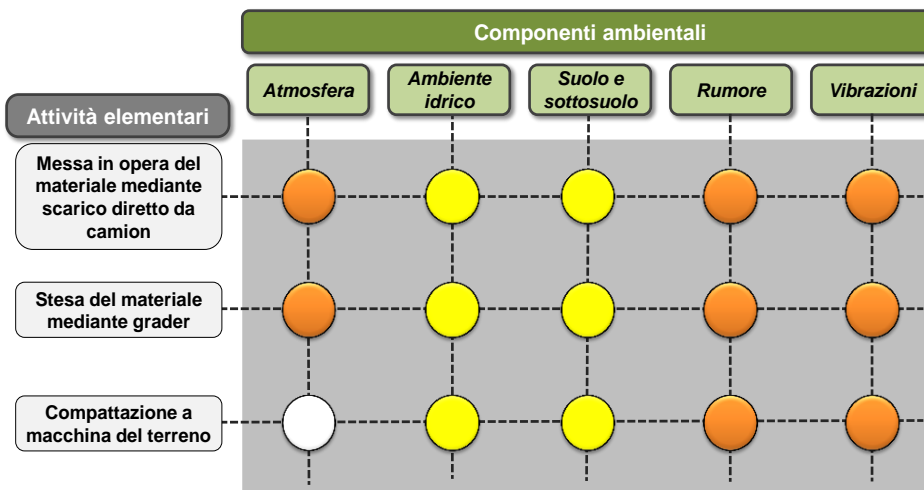 Componenti ambientali
Atmosfera
Ambiente
idrico
Suolo e
sottosuolo
Rumore
Vibrazioni
Attività elementari
Messa in opera del
materiale mediante
scarico diretto da
camion
Stesa del materiale
mediante grader
Compattazione a
macchina del terreno